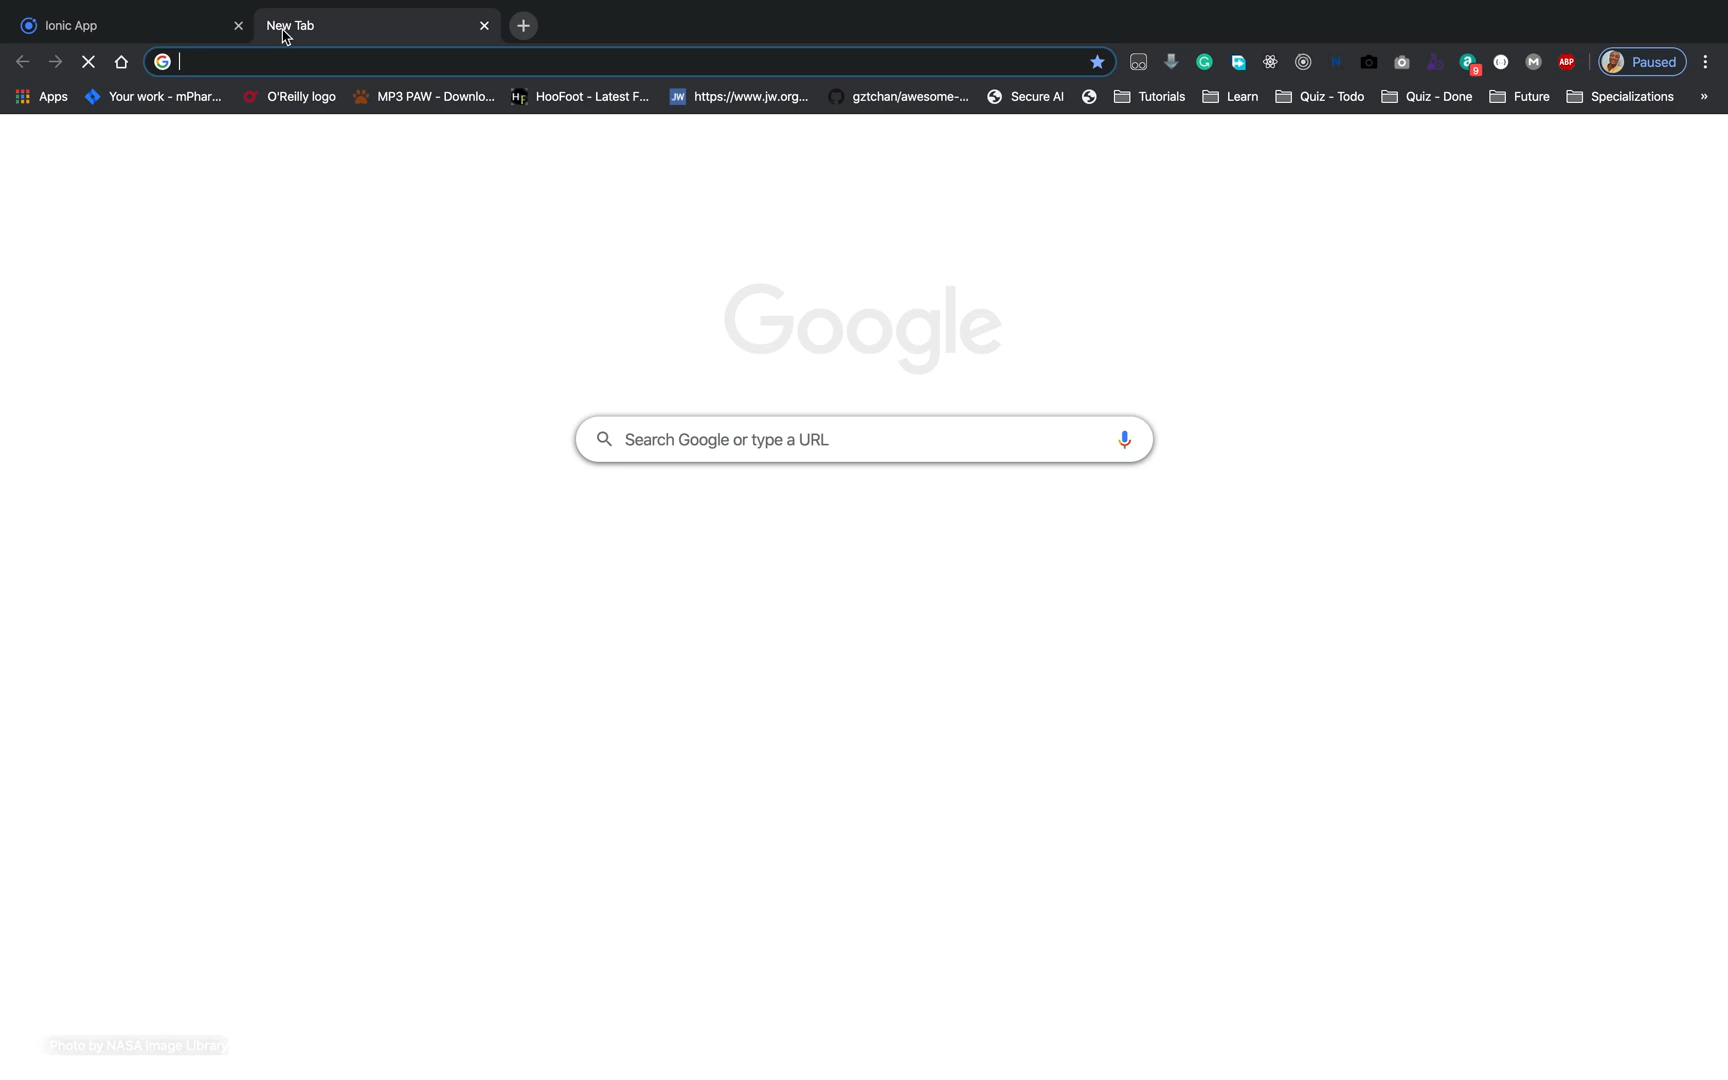 Ionic App
New Tab
Paused
Apps
Your work - mPhar...
O'Reilly logo
MP3 PAW - Downlo...
HooFoot - Latest F...
https://www.jw.org...
gztchan/awesome-...
Secure AI
Tutorials
Learn
Quiz - Todo
Quiz - Done
Future
Specializations
»
Google
Search Google or type a URL
Photo by NASA Image Library